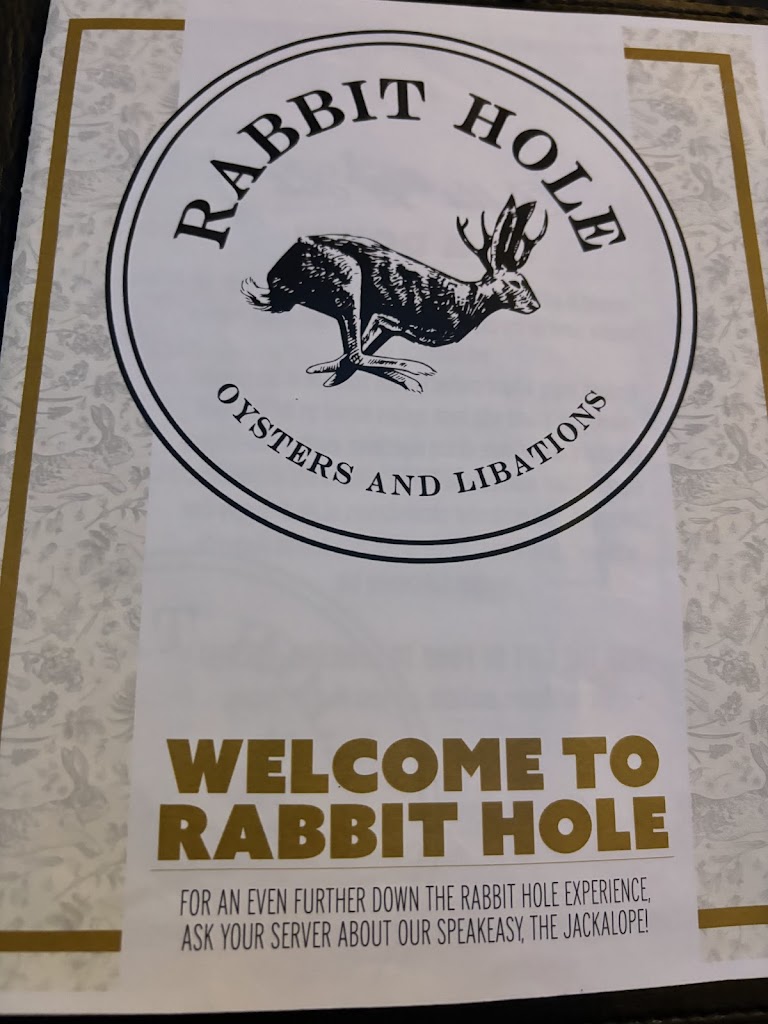 RABBIT HOLE
OYSTERS AND LIBATIONS
WELCOME TO
RABBIT HOLE
FOR AN EVEN FURTHER DOWN THE RABBIT HOLE EXPERIENCE,
ASK YOUR SERVER ABOUT OUR SPEAKEASY, THE JACKALOPE!